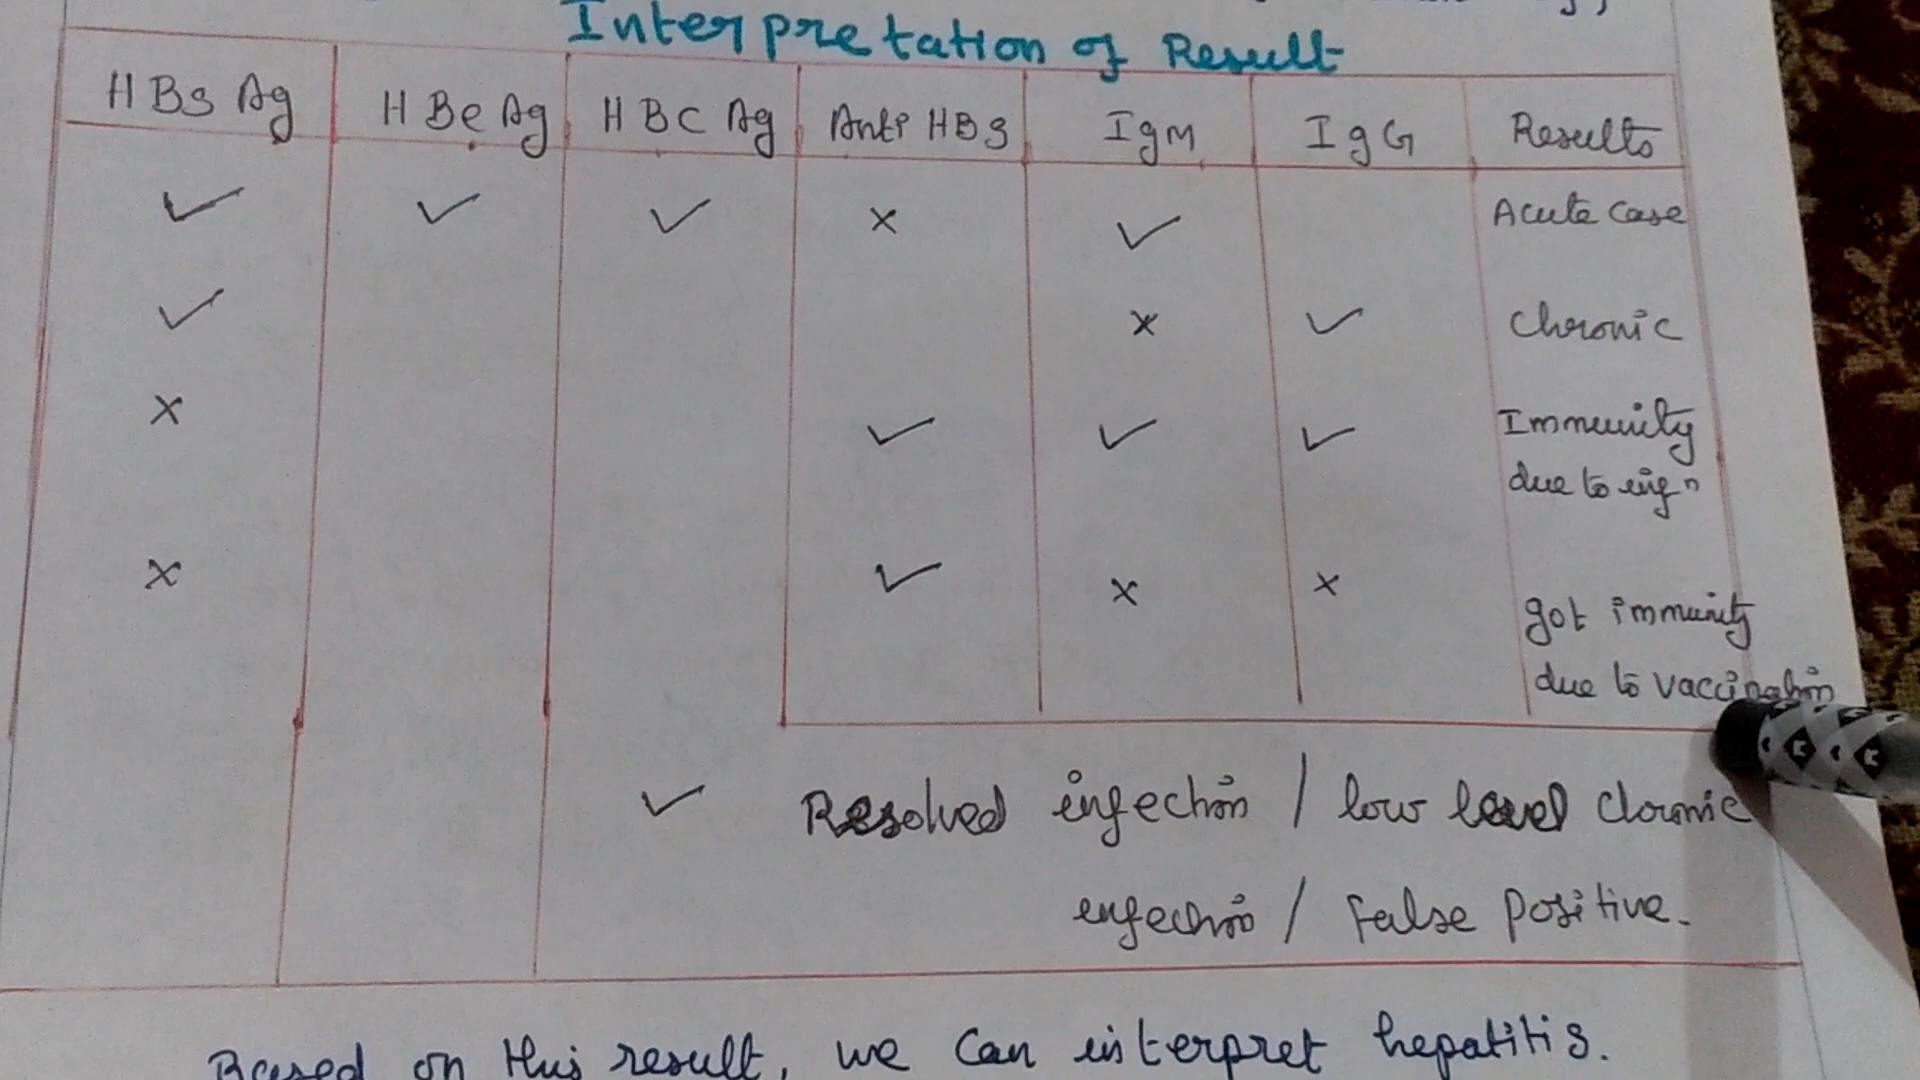 Interpretation of Result
HBs Ag HBe Ag HBC Ag Anti HBs IgM IgG Results
✓ ✓ ✓ x ✓ Acute Case
✓ x ✓ Chronic
x ✓ ✓ ✓ Immunity
due to infn
x ✓ x x got immunity
due to vaccination
✓ Resolved infection / low level Chronic
infection / False Positive.
Based on this result, we can interpret hepatitis.